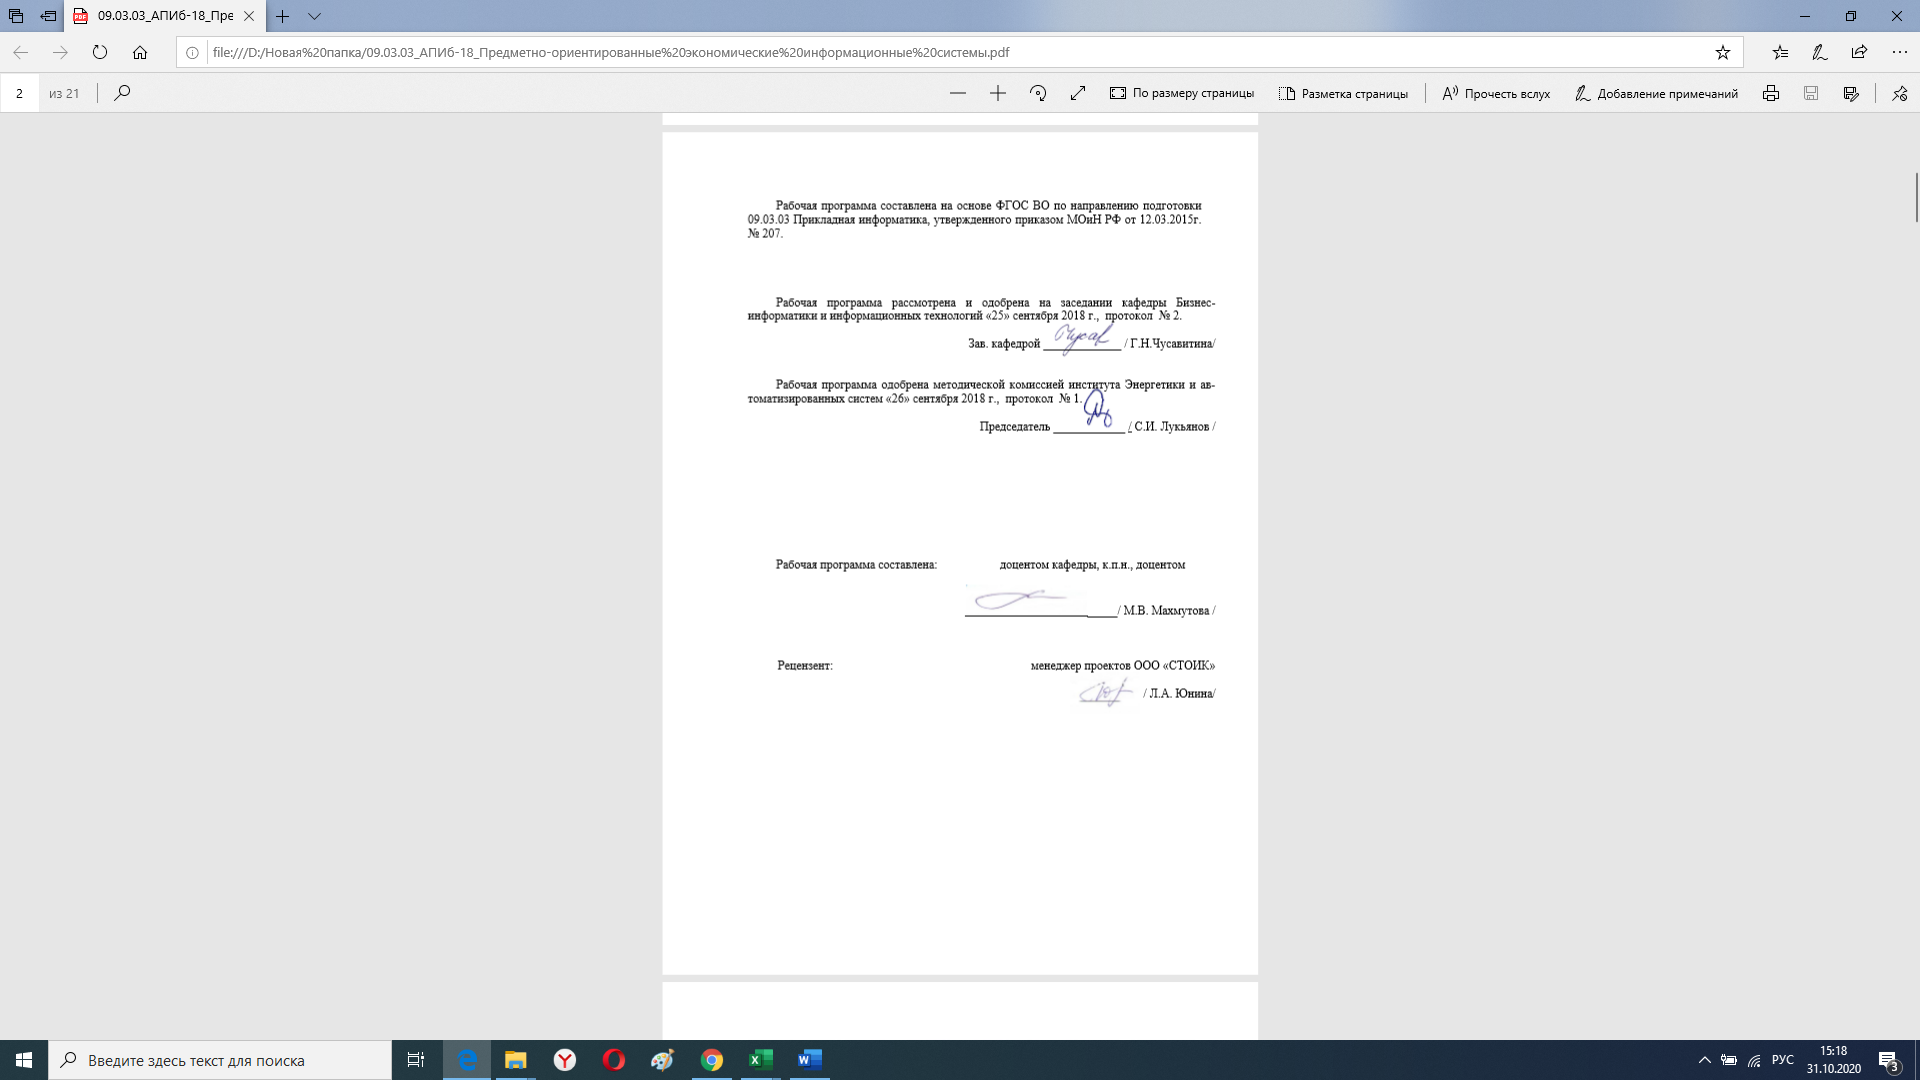 09.03.03_АПИб-18_Пре
file:///D:/Новая%20папка/09.03.03_АПИб-18_Предметно-ориентированные%20экономические%20информационные%20системы.pdf
2 из 21
По размеру страницы
Разметка страницы
Прочесть вслух
Добавление примечаний
Рабочая программа составлена на основе ФГОС ВО по направлению подготовки
09.03.03 Прикладная информатика, утвержденного приказом МОиН РФ от 12.03.2015г.
№ 207.
Рабочая программа рассмотрена и одобрена на заседании кафедры Бизнес-
информатики и информационных технологий «25» сентября 2018 г., протокол № 2.
Зав. кафедрой / Г.Н.Чусавитина/
Рабочая программа одобрена методической комиссией института Энергетики и ав-
томатизированных систем «26» сентября 2018 г., протокол № 1.
Председатель / С.И. Лукьянов /
Рабочая программа составлена: доцентом кафедры, к.п.н., доцентом
/ М.В. Махмутова /
Рецензент: менеджер проектов ООО «СТОИК»
/ Л.А. Юнина/
Введите здесь текст для поиска
РУС
15:18
31.10.2020
3